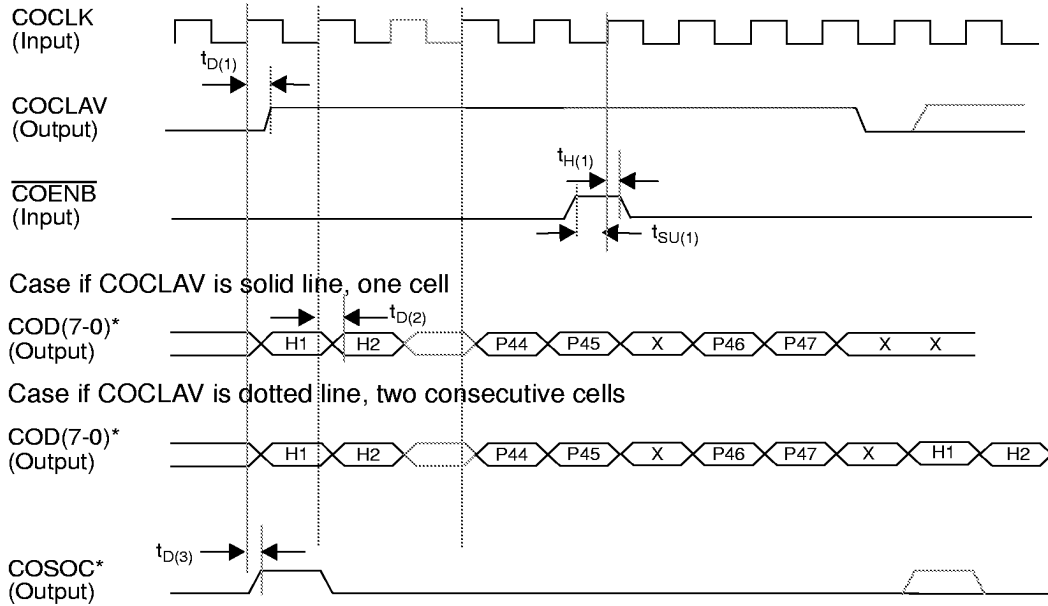 COCLK
(Input)
tD(1)
COCLAV
(Output)
tH(1)
COENB
(Input)
tSU(1)
Case if COCLAV is solid line, one cell
tD(2)
COD(7-0)*
(Output)
H1 H2 P44 P45 X P46 P47 X X
Case if COCLAV is dotted line, two consecutive cells
COD(7-0)*
(Output)
H1 H2 P44 P45 X P46 P47 X H1 H2
tD(3)
COSOC*
(Output)